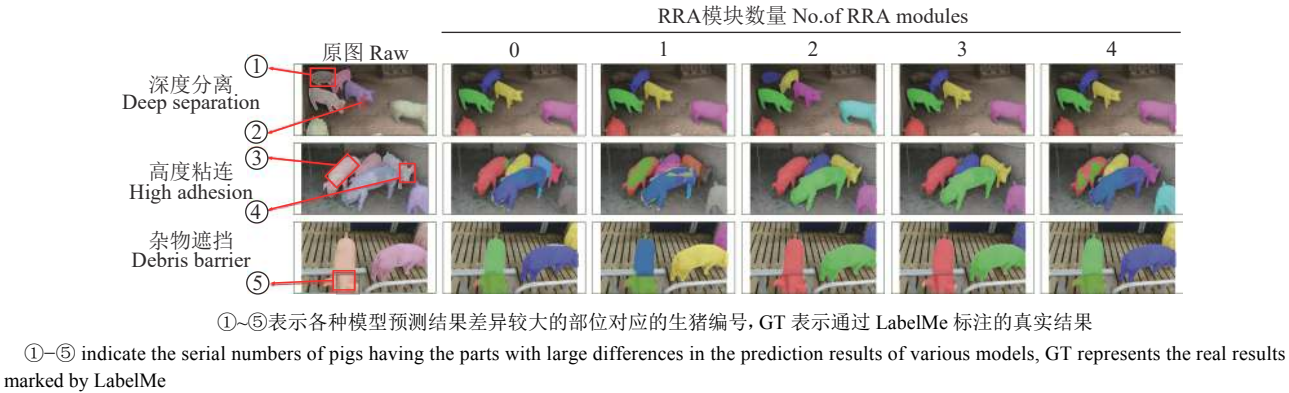 RRA模块数量 No.of RRA modules
原图 Raw 0 1 2 3 4
①
深度分离
Deep separation
②
③
高度粘连
High adhesion
④
杂物遮挡
Debris barrier
⑤
①~⑤表示各种模型预测结果差异较大的部位对应的生猪编号，GT 表示通过 LabelMe 标注的真实结果
①−⑤ indicate the serial numbers of pigs having the parts with large differences in the prediction results of various models, GT represents the real results
marked by LabelMe